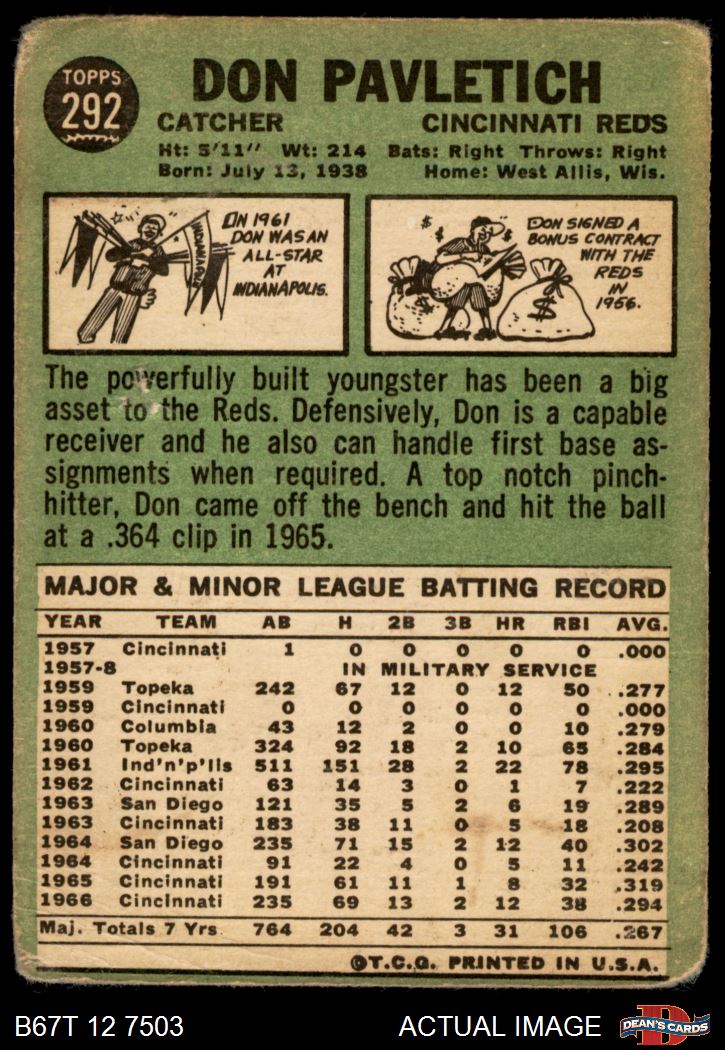 TOPPS
292
DON PAVLETICH
CATCHER CINCINNATI REDS
Ht: 5'11" Wt: 214 Bats: Right Throws: Right
Born: July 13, 1938 Home: West Allis, Wis.
IN 1961
DON WAS AN
ALL-STAR
AT
INDIANAPOLIS.
INDIANAPOLIS
DON SIGNED A
BONUS CONTRACT
WITH THE
REDS
IN
1956.
$ $ $ $ $
The powerfully built youngster has been a big
asset to the Reds. Defensively, Don is a capable
receiver and he also can handle first base as-
signments when required. A top notch pinch-
hitter, Don came off the bench and hit the ball
at a .364 clip in 1965.
MAJOR & MINOR LEAGUE BATTING RECORD
YEAR TEAM AB H 2B 3B HR RBI AVG.
1957 Cincinnati 1 0 0 0 0 0 .000
1957-8 IN MILITARY SERVICE
1959 Topeka 242 67 12 0 12 50 .277
1959 Cincinnati 0 0 0 0 0 0 .000
1960 Columbia 43 12 2 0 0 10 .279
1960 Topeka 324 92 18 2 10 65 .284
1961 Ind'n'p'lis 511 151 28 2 22 78 .295
1962 Cincinnati 63 14 3 0 1 7 .222
1963 San Diego 121 35 5 2 6 19 .289
1963 Cincinnati 183 38 11 0 5 18 .208
1964 San Diego 235 71 15 2 12 40 .302
1964 Cincinnati 91 22 4 0 5 11 .242
1965 Cincinnati 191 61 11 1 8 32 .319
1966 Cincinnati 235 69 13 2 12 38 .294
Maj. Totals 7 Yrs. 764 204 42 3 31 106 .267
©T.C.G. PRINTED IN U.S.A.
B67T 12 7503 ACTUAL IMAGE
D
DEAN'S CARDS